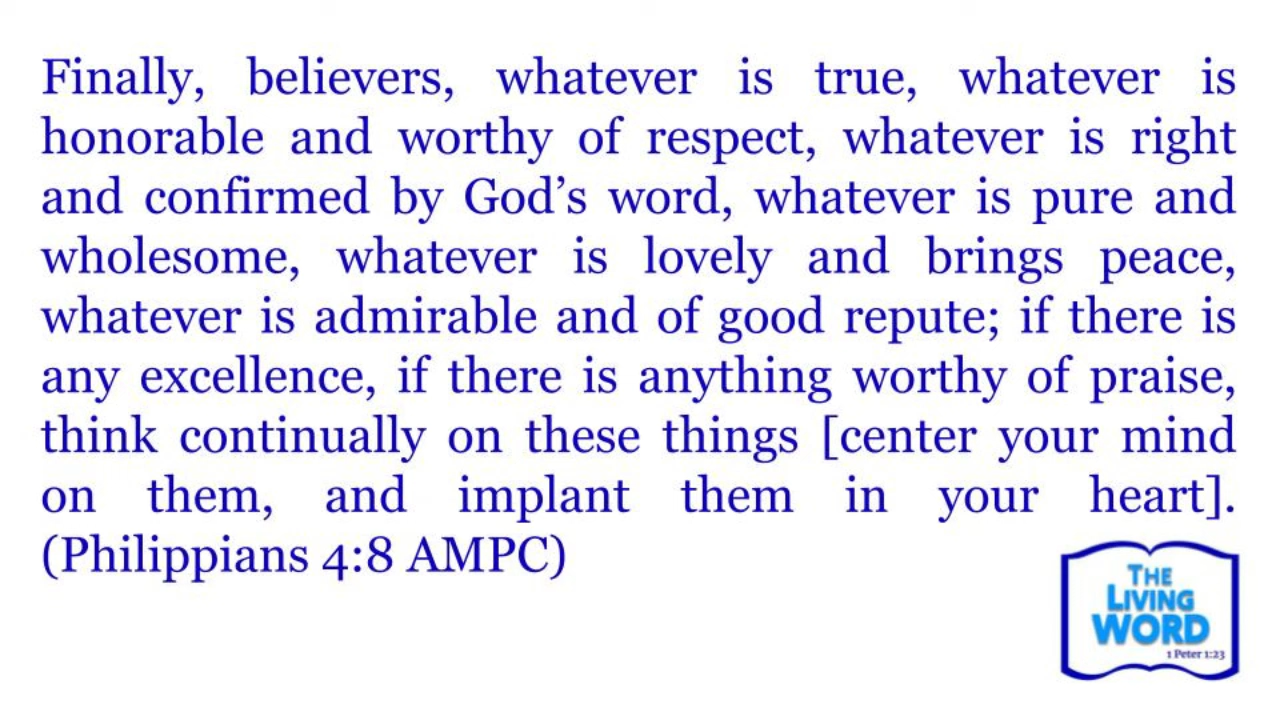 Finally, believers, whatever is true, whatever is
honorable and worthy of respect, whatever is right
and confirmed by God’s word, whatever is pure and
wholesome, whatever is lovely and brings peace,
whatever is admirable and of good repute; if there is
any excellence, if there is anything worthy of praise,
think continually on these things [center your mind
on them, and implant them in your heart].
(Philippians 4:8 AMPC)
THE
LIVING
WORD
1 Peter 1:23